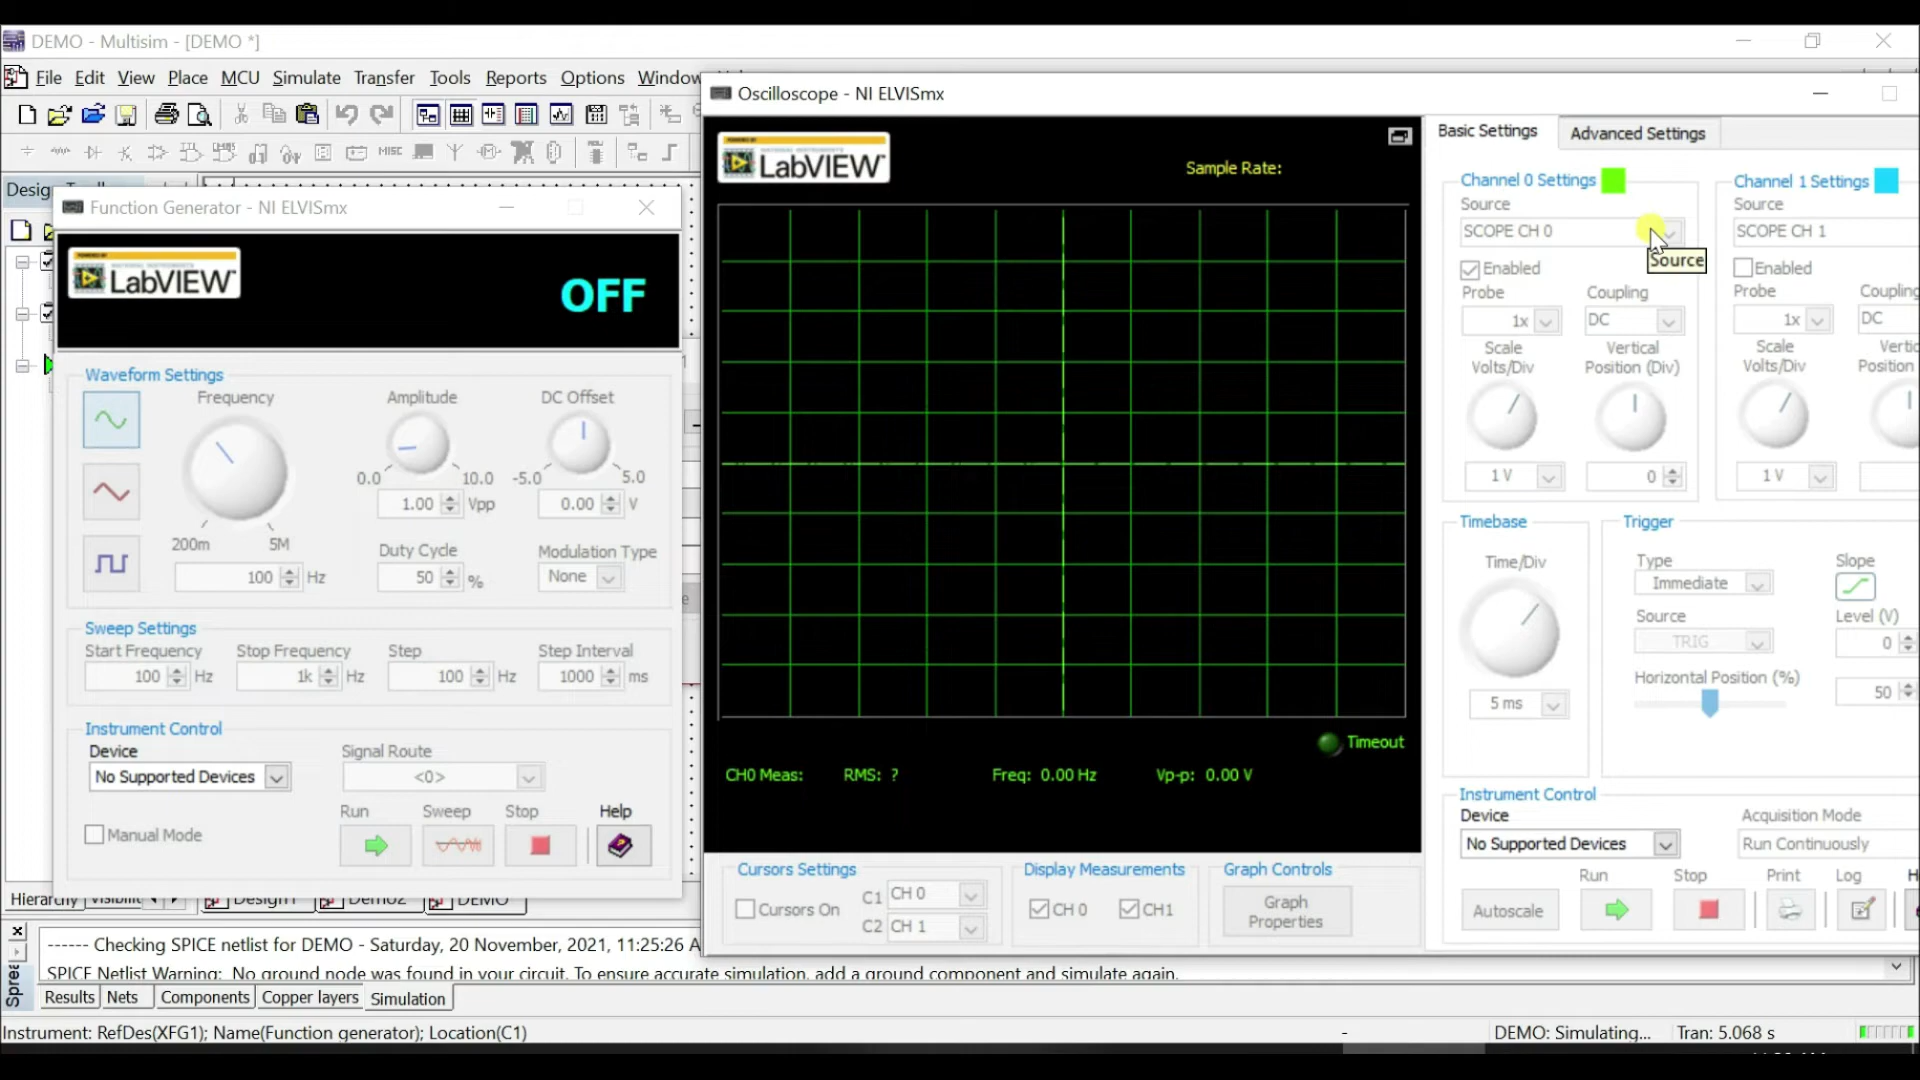 DEMO - Multisim - [DEMO *]
File Edit View Place MCU Simulate Transfer Tools Reports Options Window
MISC
Function Generator - NI ELVISmx
LabVIEW
OFF
Waveform Settings
Frequency
Amplitude
DC Offset
0.0
10.0
-5.0
5.0
1.00 Vpp
0.00 V
200m
5M
100 Hz
Duty Cycle
50 %
Modulation Type
None
Sweep Settings
Start Frequency
Stop Frequency
Step
Step Interval
100 Hz
1k Hz
100 Hz
1000 ms
Instrument Control
Device
No Supported Devices
Signal Route
<0>
Manual Mode
Run
Sweep
Stop
Help
Oscilloscope - NI ELVISmx
LabVIEW
Sample Rate:
Timeout
CH0 Meas: RMS: ? Freq: 0.00 Hz Vp-p: 0.00 V
Cursors Settings
Cursors On
C1 CH 0
C2 CH 1
Display Measurements
CH 0
CH1
Graph Controls
Graph
Properties
Basic Settings
Advanced Settings
Channel 0 Settings
Source
SCOPE CH 0
Source
Enabled
Probe
Coupling
1x
DC
Scale
Volts/Div
Vertical
Position (Div)
1 V
0
Channel 1 Settings
Source
SCOPE CH 1
Enabled
Probe
Coupling
1x
DC
Scale
Volts/Div
Position
1 V
Timebase
Time/Div
5 ms
Trigger
Type
Immediate
Slope
Source
TRIG
Level (V)
0
Horizontal Position (%)
50
Instrument Control
Device
No Supported Devices
Acquisition Mode
Run Continuously
Autoscale
Run
Stop
Print
Log
Hierarchy
Design1
Demo2
DEMO
------ Checking SPICE netlist for DEMO - Saturday, 20 November, 2021, 11:25:26 A
SPICE Netlist Warning: No ground node was found in your circuit. To ensure accurate simulation, add a ground component and simulate again.
Results Nets Components Copper layers Simulation
Instrument: RefDes(XFG1); Name(Function generator); Location(C1)
-
DEMO: Simulating...
Tran: 5.068 s